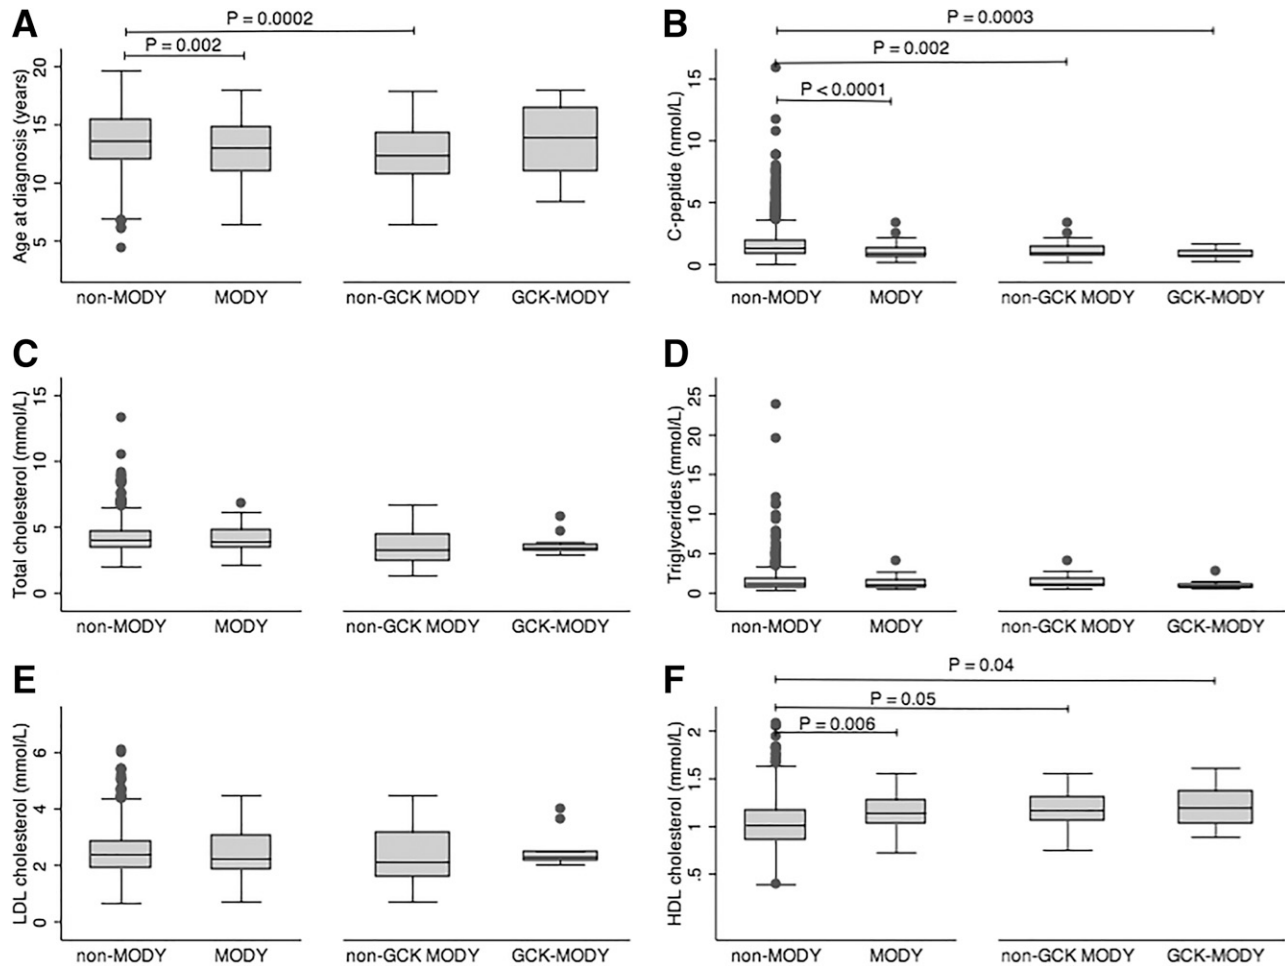 A
P = 0.0002
P = 0.002
Age at diagnosis (years)
20
15
10
5
non-MODY
MODY
non-GCK MODY
GCK-MODY
B
P = 0.0003
P = 0.002
P < 0.0001
C-peptide (nmol/L)
15
10
5
0
non-MODY
MODY
non-GCK MODY
GCK-MODY
C
Total cholesterol (mmol/L)
15
10
5
0
non-MODY
MODY
non-GCK MODY
GCK-MODY
D
Triglycerides (mmol/L)
25
20
15
10
5
0
non-MODY
MODY
non-GCK MODY
GCK-MODY
E
LDL cholesterol (mmol/L)
6
4
2
0
non-MODY
MODY
non-GCK MODY
GCK-MODY
F
P = 0.04
P = 0.05
P = 0.006
HDL cholesterol (mmol/L)
2
1.5
1
.5
non-MODY
MODY
non-GCK MODY
GCK-MODY